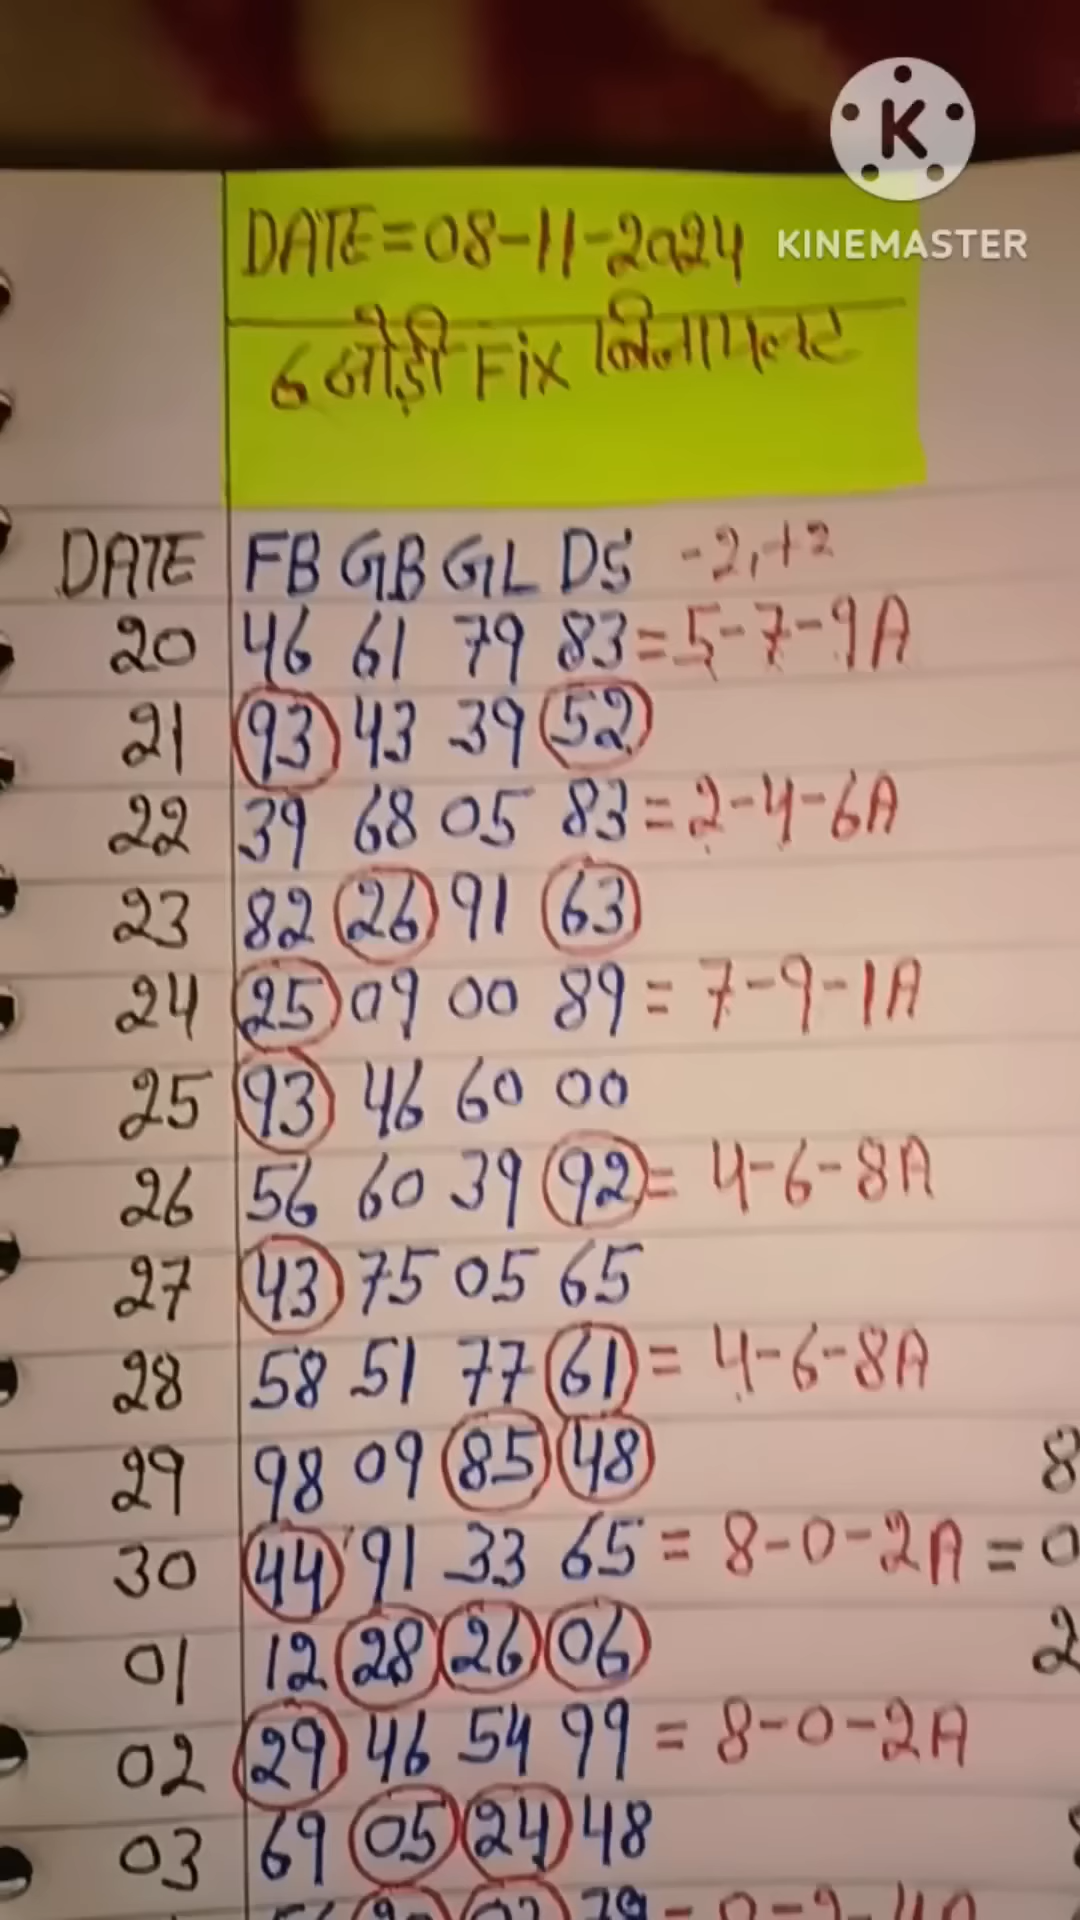 K
KINEMASTER
DATE=08-11-2024
6 जोड़ी Fix बिना पलट
DATE FB GB GL DS -2,+2
20 46 61 79 83=5-7-9A
21 93 43 39 52
22 39 68 05 83=2-4-6A
23 82 26 91 63
24 25 09 00 89=7-9-1A
25 93 46 60 00
26 56 60 39 92=4-6-8A
27 43 75 05 65
28 58 51 77 61=4-6-8A
29 98 09 85 48 8
30 44 91 33 65=8-0-2A=0
01 12 28 26 06 2
02 29 46 54 99=8-0-2A
03 69 05 24 48